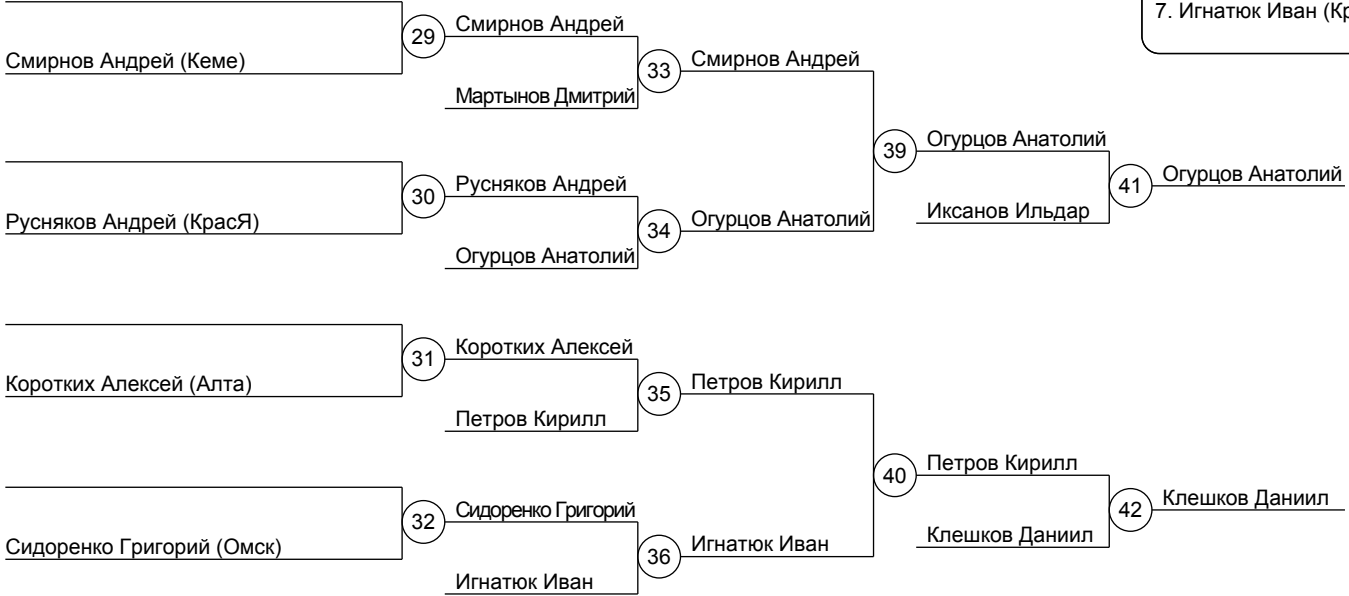 7. Игнатюк Иван (Кр
29
Смирнов Андрей
Смирнов Андрей (Кеме)
33
Смирнов Андрей
Мартынов Дмитрий
39
Огурцов Анатолий
Русняков Андрей (КрасЯ)
30
Русняков Андрей
34
Огурцов Анатолий
Огурцов Анатолий
Иксанов Ильдар
41
Огурцов Анатолий
31
Коротких Алексей
Коротких Алексей (Алта)
35
Петров Кирилл
Петров Кирилл
40
Петров Кирилл
Сидоренко Григорий (Омск)
32
Сидоренко Григорий
36
Игнатюк Иван
Игнатюк Иван
Клешков Даниил
42
Клешков Даниил